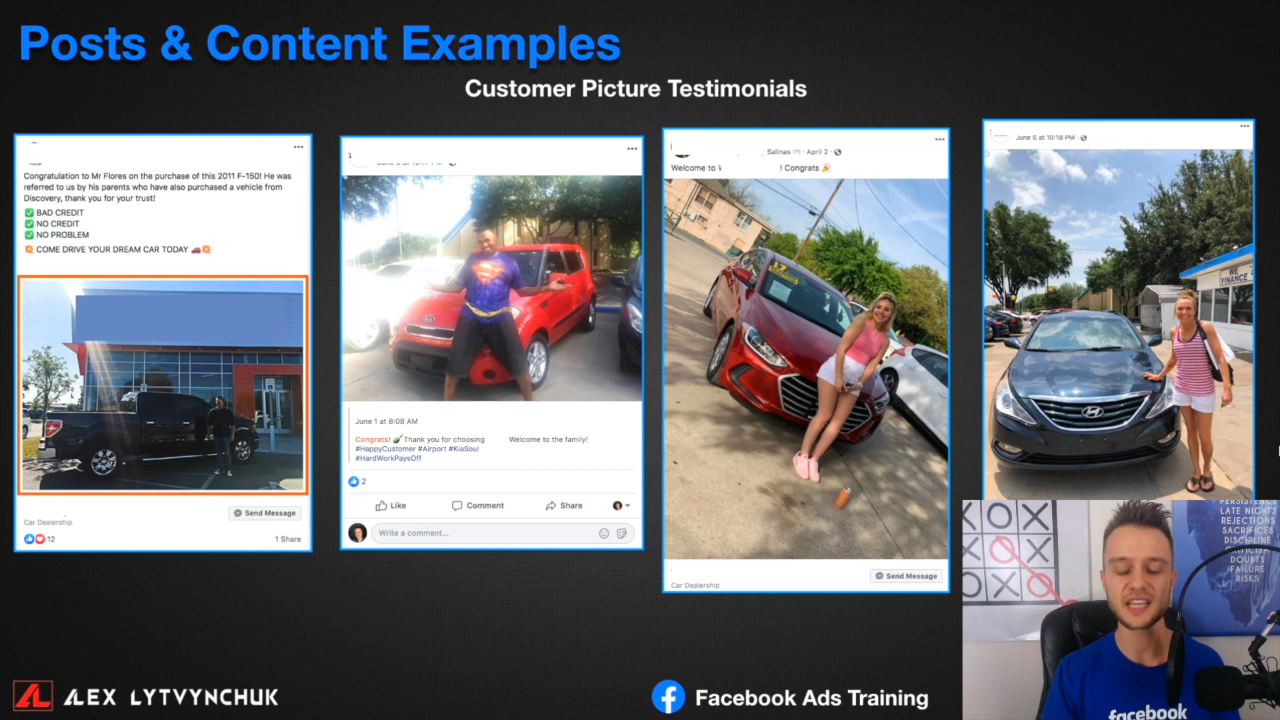 Posts & Content Examples
Customer Picture Testimonials
Congratulation to Mr Flores on the purchase of this 2011 F-150! He was
referred to us by his parents who have also purchased a vehicle from
Discovery, thank you for your trust!
✅ BAD CREDIT
✅ NO CREDIT
✅ NO PROBLEM
💥 COME DRIVE YOUR DREAM CAR TODAY 🚗💥
Send Message
Car Dealership
12
1 Share
June 1 at 8:08 AM
Congrats! 🍾 Thank you for choosing Welcome to the family!
#HappyCustomer #Airport #KiaSoul
#HardWorkPaysOff
2
Like Comment Share
Write a comment...
Salinas · April 2 ·
Welcome to ! Congrats 🎉
17
Send Message
Car Dealership
June 6 at 10:18 PM ·
WE
FINANCE
PERSISTENCE
LATE NIGHTS
REJECTIONS
SACRIFICES
DISCIPLINE
CRITICISM
DOUBTS
FAILURE
RISKS
facebook
ALEX LYTVYNCHUK
Facebook Ads Training